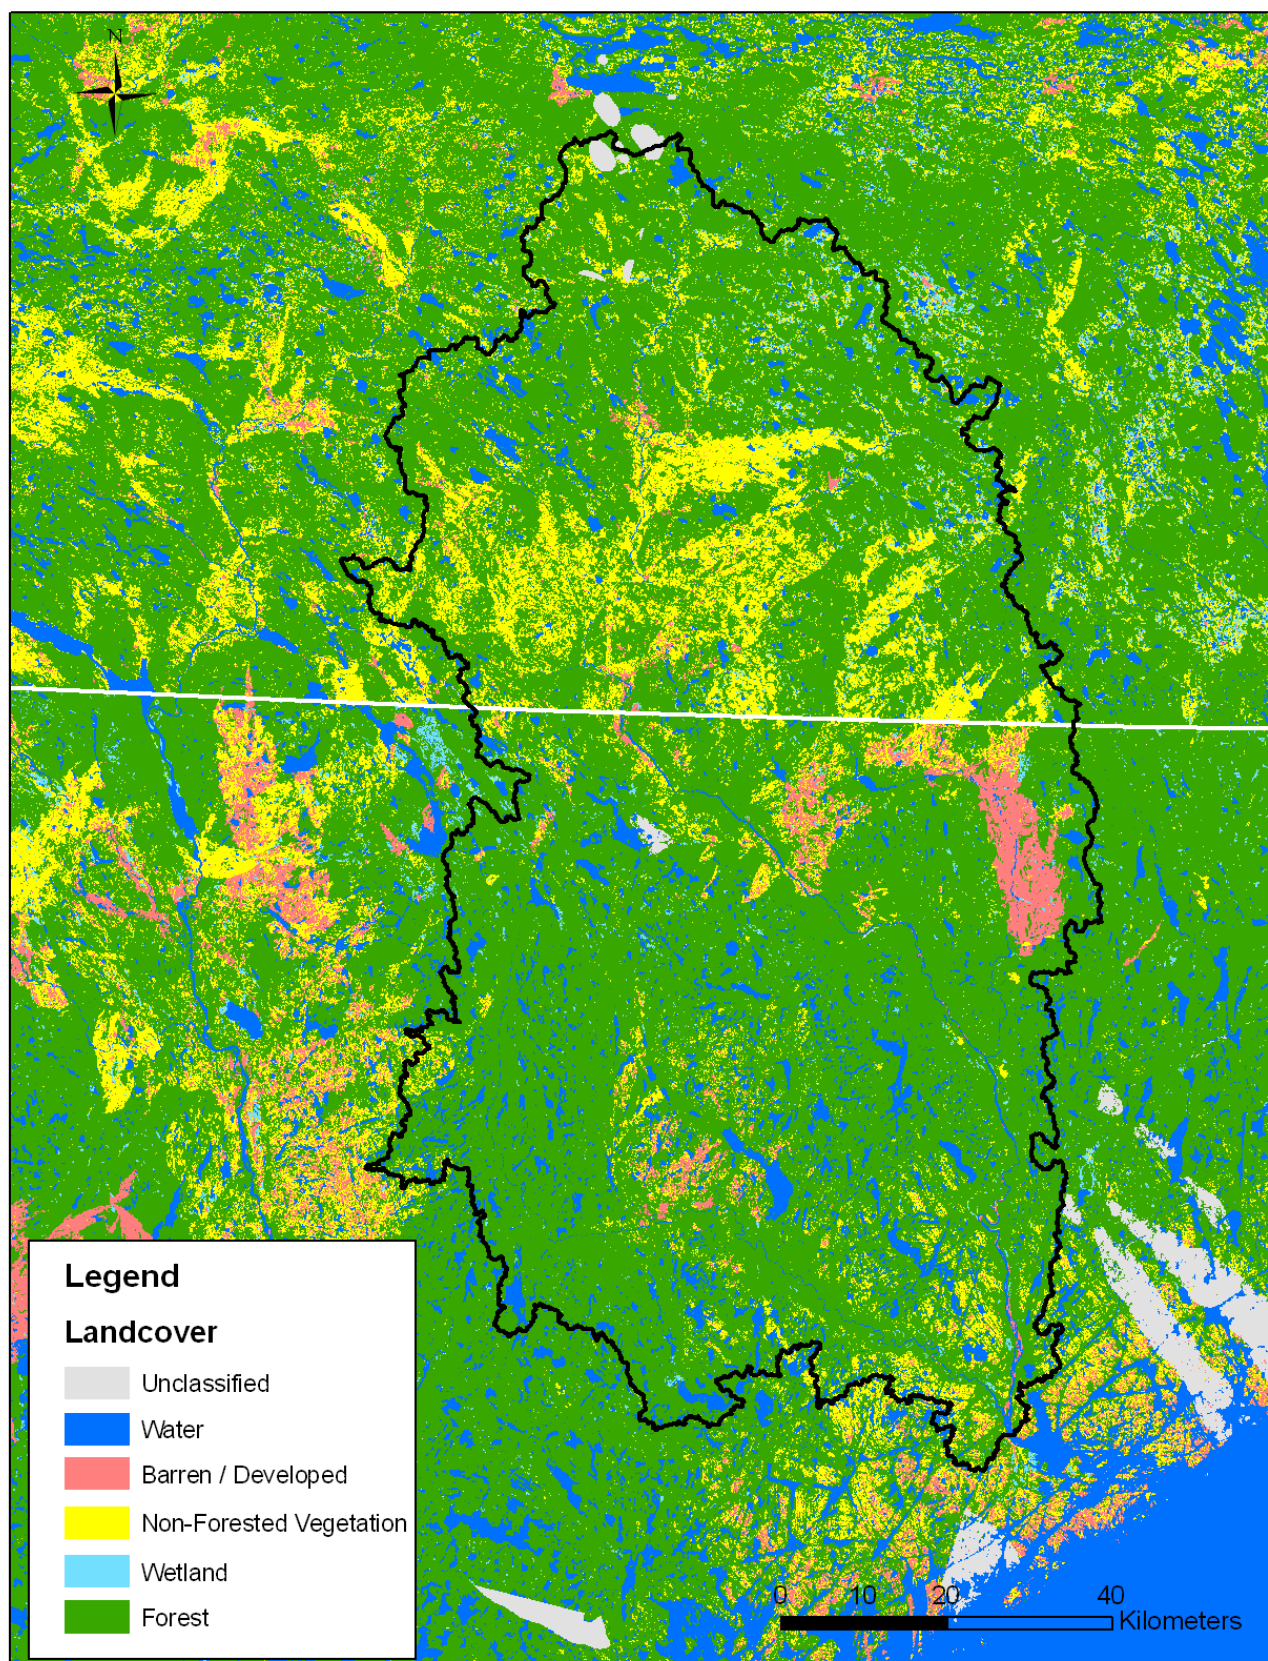 N
Legend
Landcover
Unclassified
Water
Barren / Developed
Non-Forested Vegetation
Wetland
Forest
0 10 20 40
Kilometers